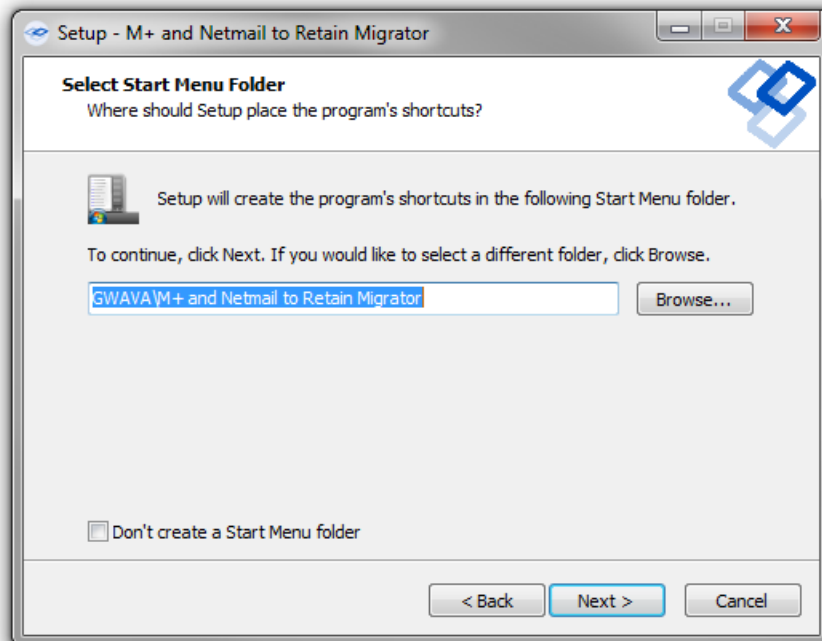 Setup - M+ and Netmail to Retain Migrator
Select Start Menu Folder
Where should Setup place the program's shortcuts?
Setup will create the program's shortcuts in the following Start Menu folder.
To continue, click Next. If you would like to select a different folder, click Browse.
GWAVA\M+ and Netmail to Retain Migrator
Browse...
Don't create a Start Menu folder
< Back
Next >
Cancel